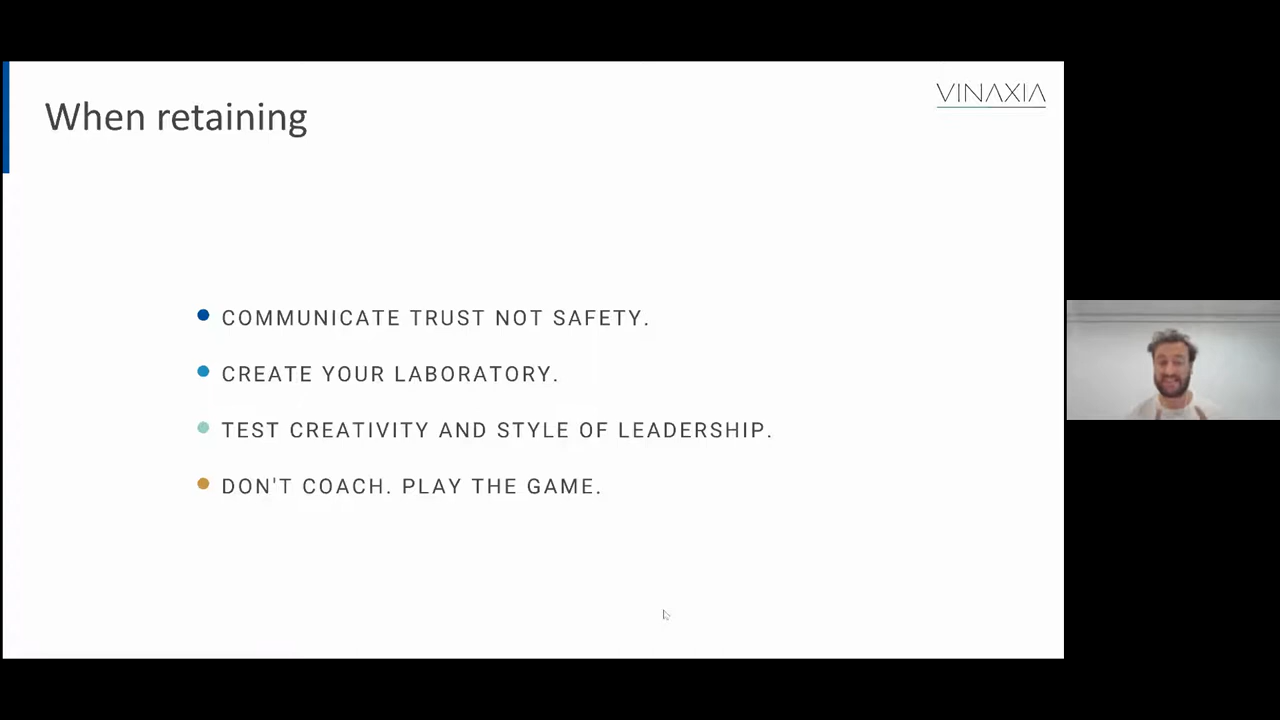 When retaining
VINAXIA
COMMUNICATE TRUST NOT SAFETY.
CREATE YOUR LABORATORY.
TEST CREATIVITY AND STYLE OF LEADERSHIP.
DON'T COACH. PLAY THE GAME.